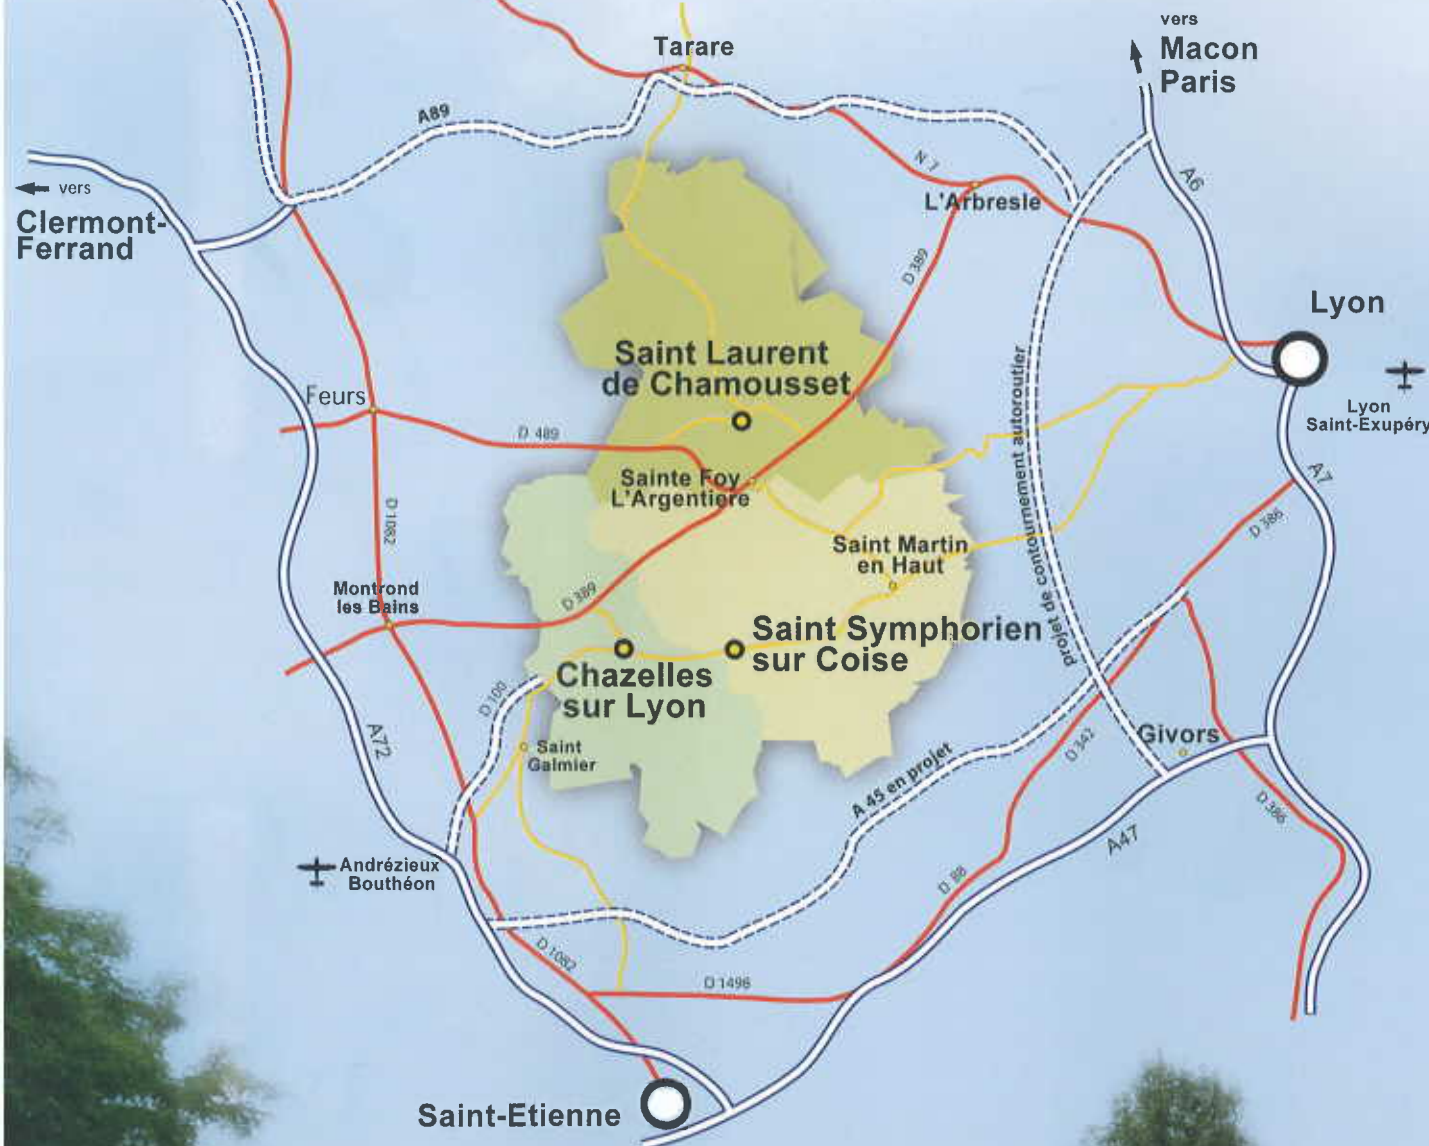 vers
Macon
Paris
Tarare
A89
vers
Clermont-
Ferrand
N 7
L'Arbresle
A6
D 389
Lyon
Lyon
Saint-Exupéry
Saint Laurent
de Chamousset
Feurs
D 489
projet de contournement autoroutier
A7
D 386
Sainte Foy
L'Argentiere
D 1082
Saint Martin
en Haut
Montrond
les Bains
D 389
Saint Symphorien
sur Coise
Chazelles
sur Lyon
D 100
A72
Saint
Galmier
Givors
D 342
A 45 en projet
D 386
A47
Andrézieux
Bouthéon
D 88
D 1082
D 1498
Saint-Etienne